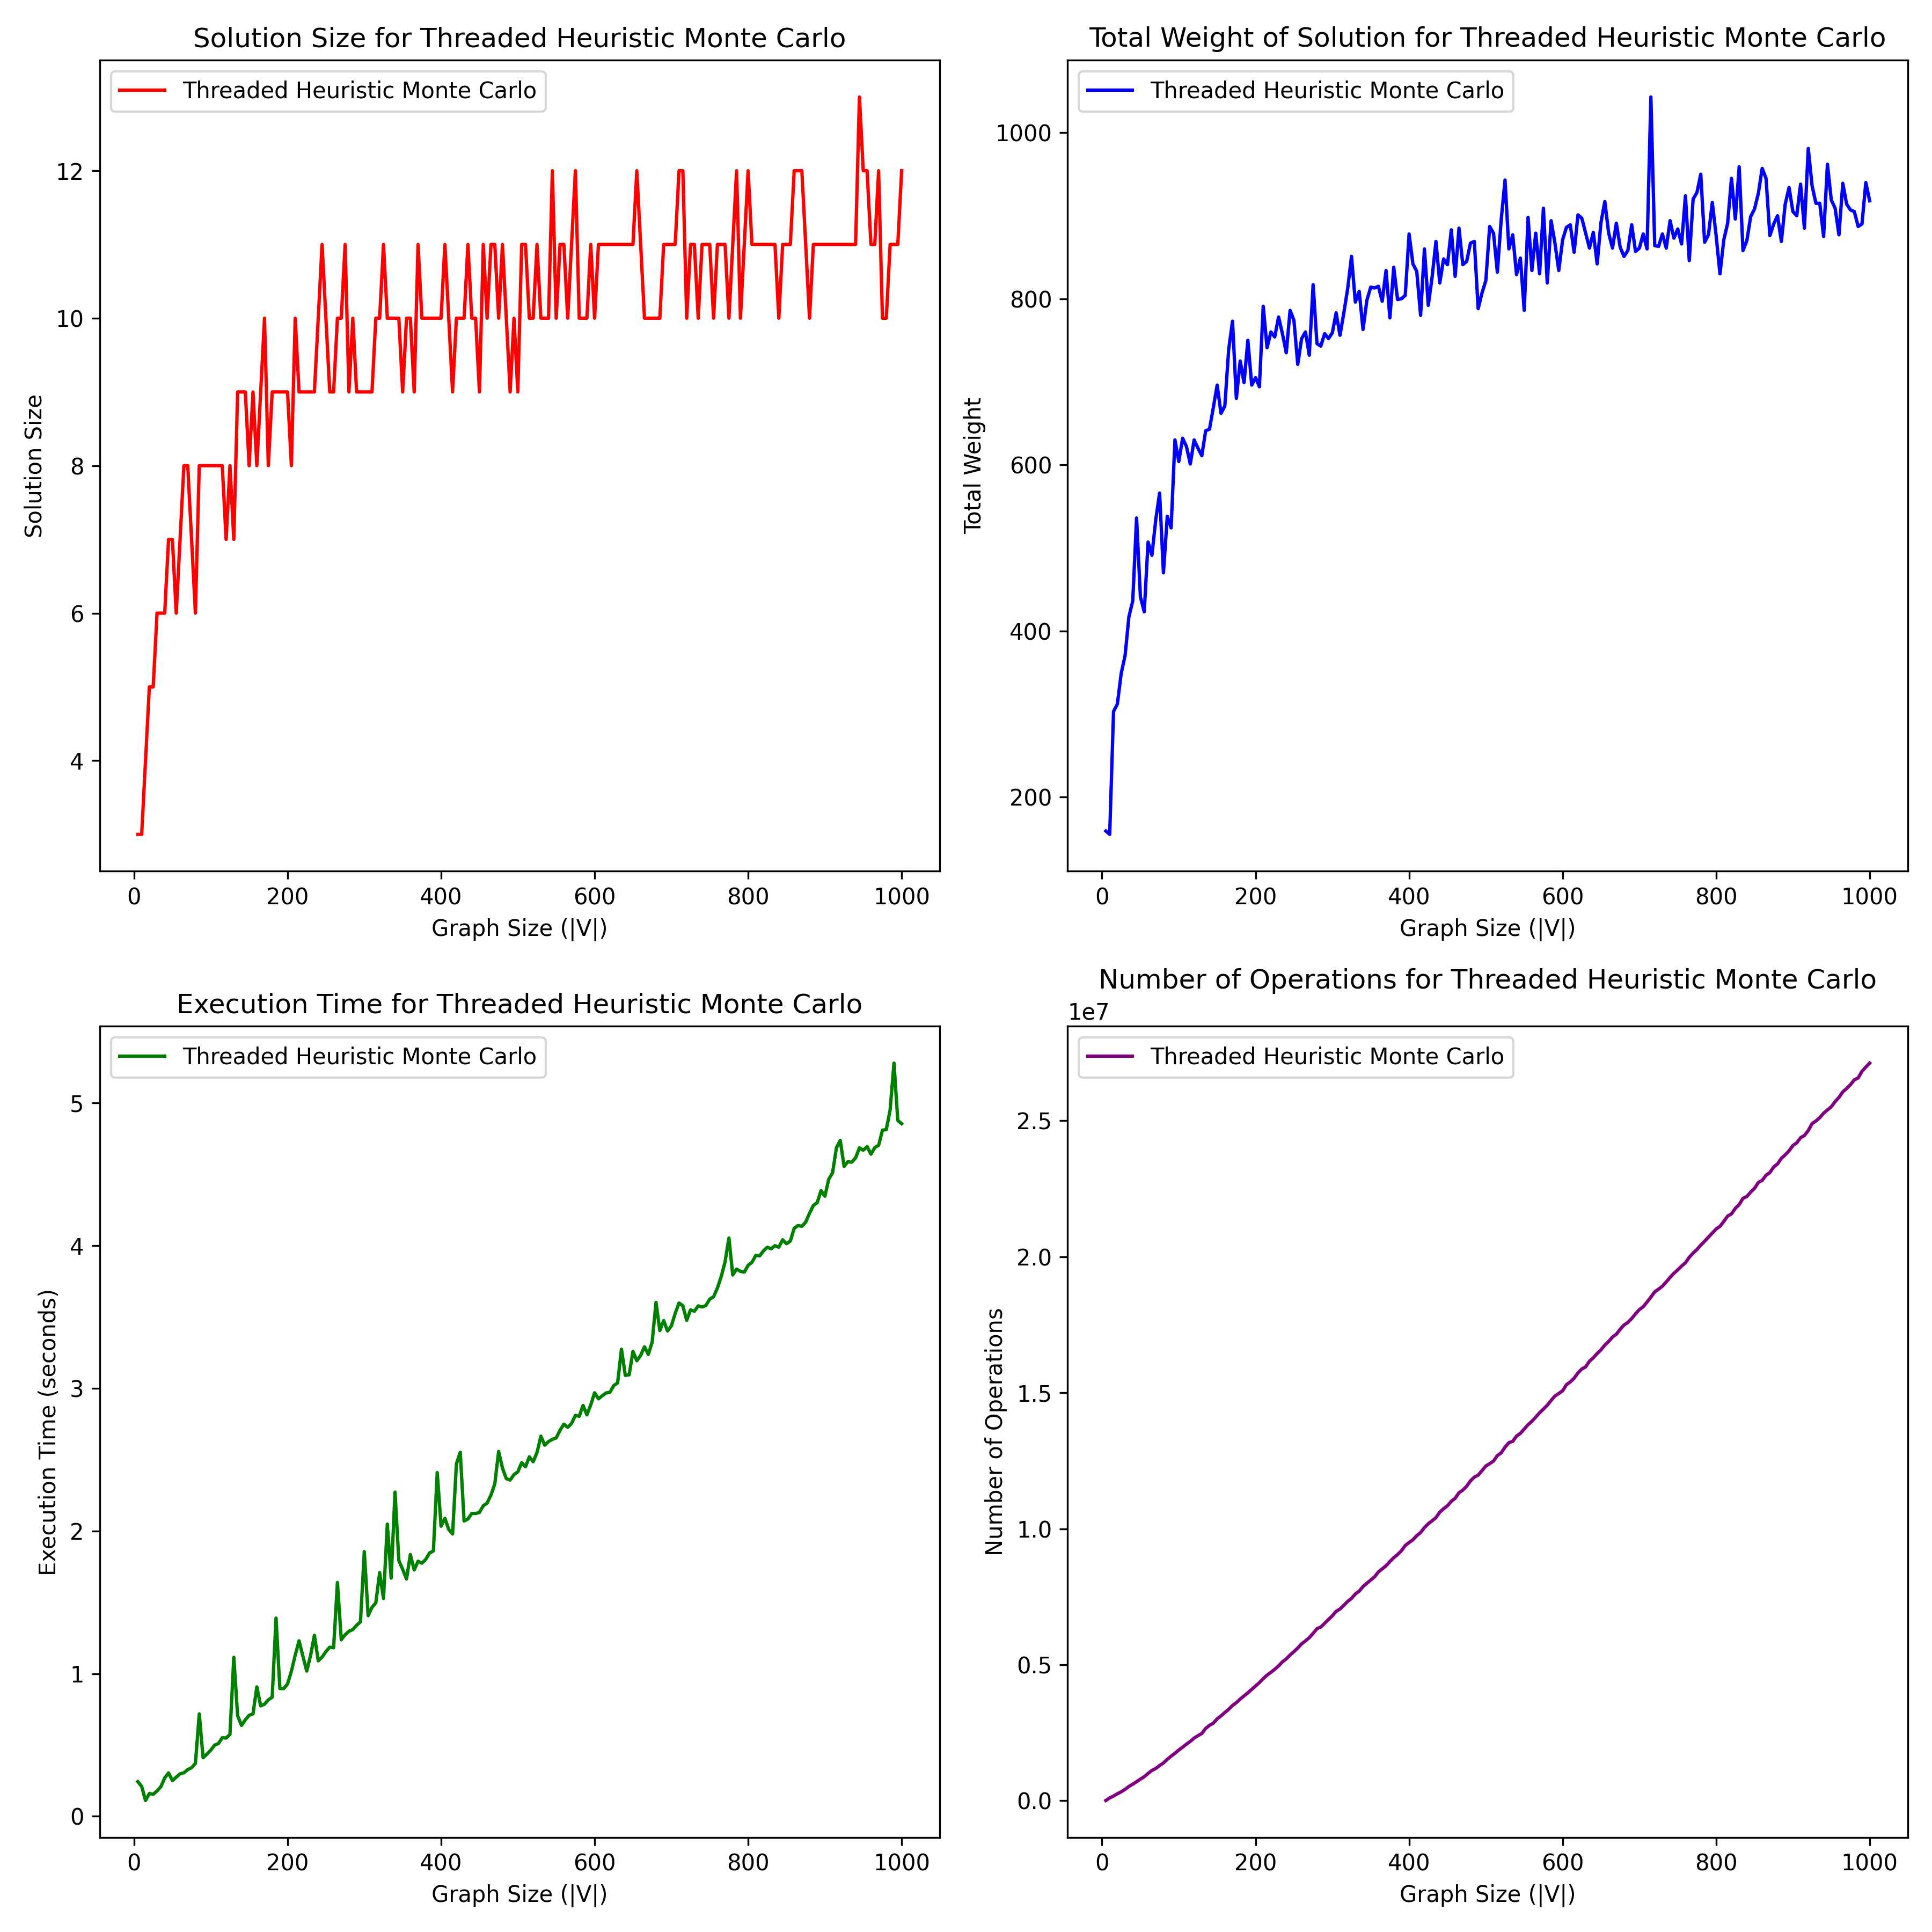 Solution Size for Threaded Heuristic Monte Carlo
Threaded Heuristic Monte Carlo
Solution Size
12
10
8
6
4
0 200 400 600 800 1000
Graph Size (|V|)
Total Weight of Solution for Threaded Heuristic Monte Carlo
Threaded Heuristic Monte Carlo
Total Weight
1000
800
600
400
200
0 200 400 600 800 1000
Graph Size (|V|)
Execution Time for Threaded Heuristic Monte Carlo
Threaded Heuristic Monte Carlo
Execution Time (seconds)
5
4
3
2
1
0
0 200 400 600 800 1000
Graph Size (|V|)
Number of Operations for Threaded Heuristic Monte Carlo
1e7
Threaded Heuristic Monte Carlo
Number of Operations
2.5
2.0
1.5
1.0
0.5
0.0
0 200 400 600 800 1000
Graph Size (|V|)